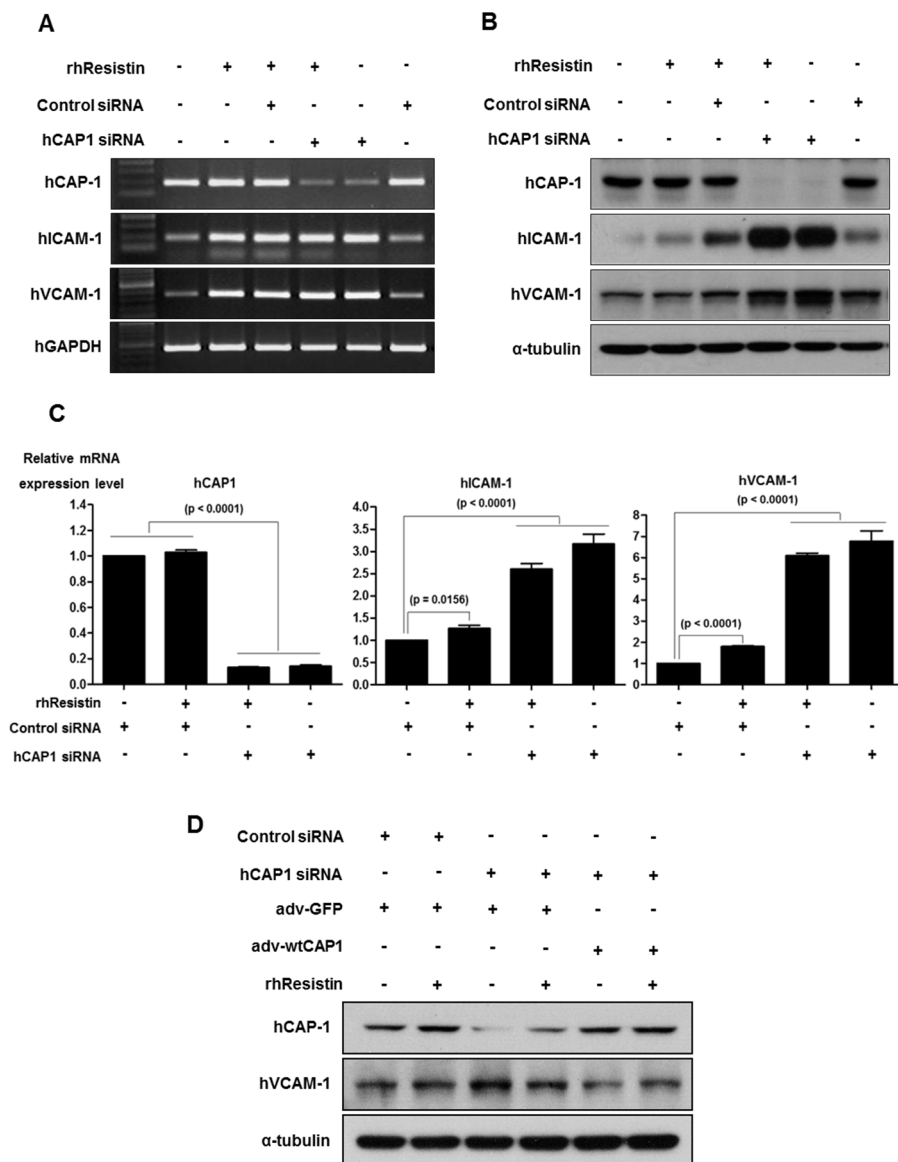 A
rhResistin - + + + - -
Control siRNA - - + - - +
hCAP1 siRNA - - - + + -
hCAP-1
hICAM-1
hVCAM-1
hGAPDH
B
rhResistin - + + + - -
Control siRNA - - + - - +
hCAP1 siRNA - - - + + -
hCAP-1
hICAM-1
hVCAM-1
α-tubulin
C
Relative mRNA
expression level
hCAP1
(p < 0.0001)
1.4
1.2
1.0
0.8
0.6
0.4
0.2
0.0
hICAM-1
(p < 0.0001)
(p = 0.0156)
4.0
3.5
3.0
2.5
2.0
1.5
1.0
0.5
0.0
hVCAM-1
(p < 0.0001)
(p < 0.0001)
8
7
6
5
4
3
2
1
0
rhResistin - + + - - + + - - + + -
Control siRNA + + - - + + - - + + - -
hCAP1 siRNA - - + + - - + + - - + +
D
Control siRNA + + - - - -
hCAP1 siRNA - - + + + +
adv-GFP + + + + - -
adv-wtCAP1 - - - - + +
rhResistin - + - + - +
hCAP-1
hVCAM-1
α-tubulin